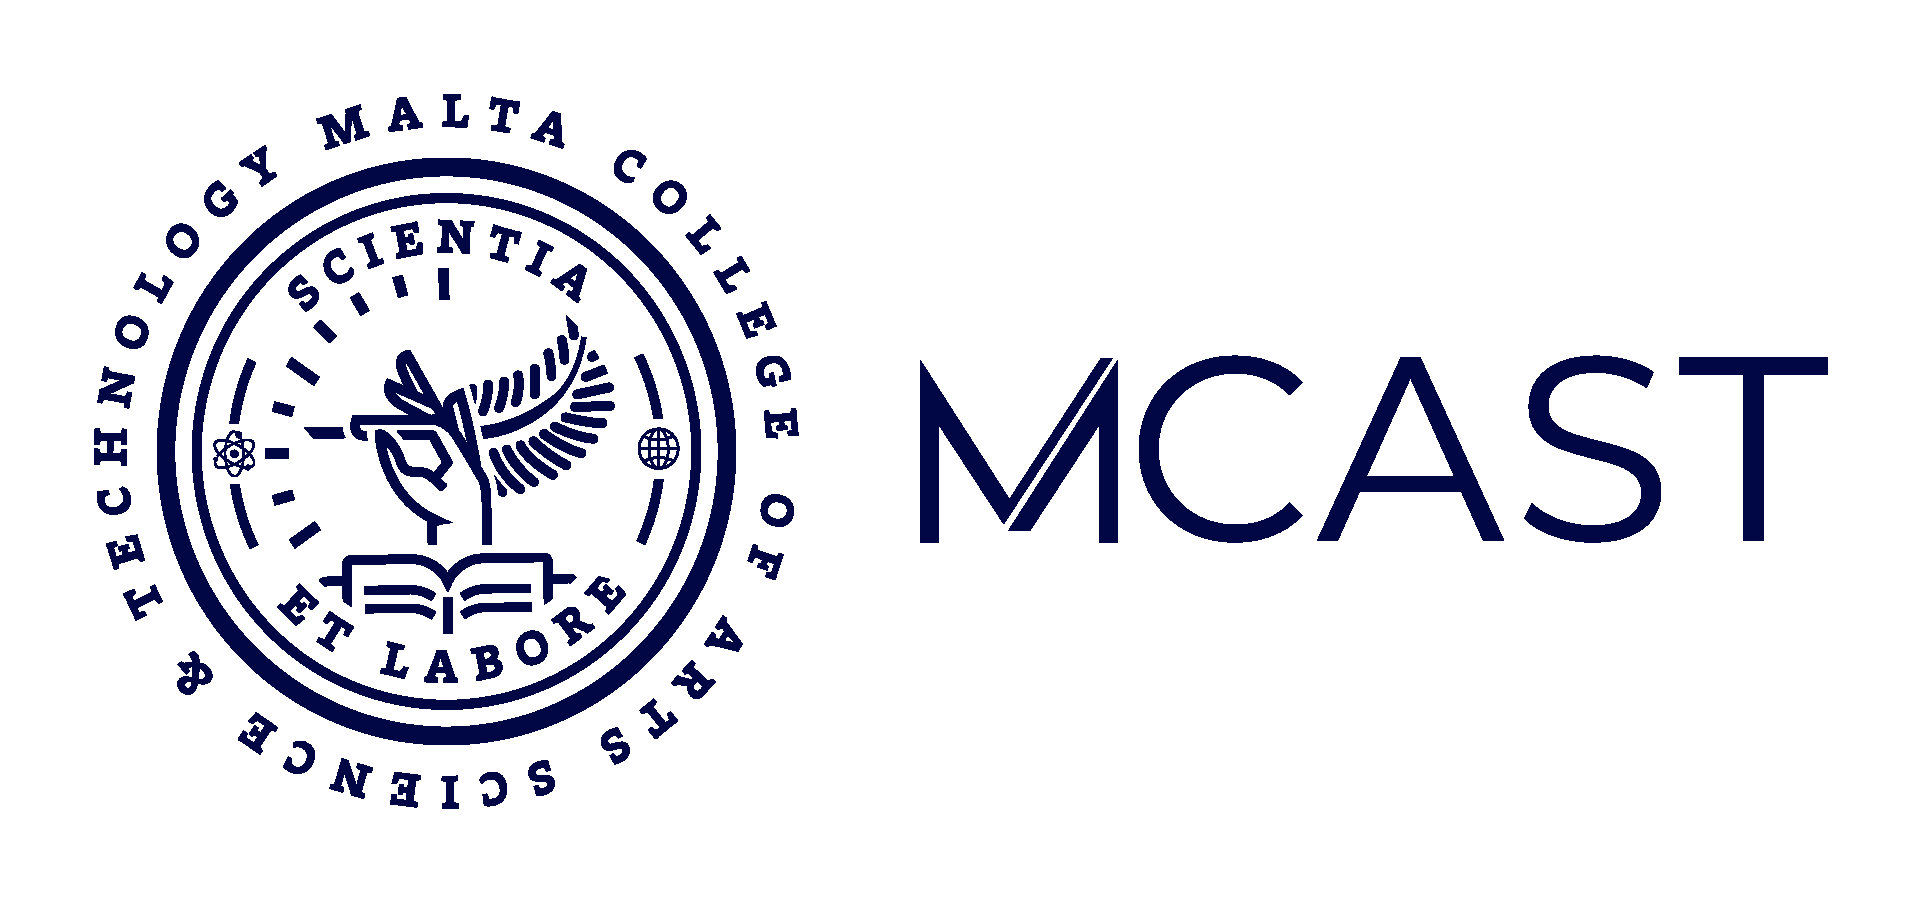 MALTA COLLEGE OF ARTS SCIENCE & TECHNOLOGY
SCIENTIA
ET LABORE
MCAST